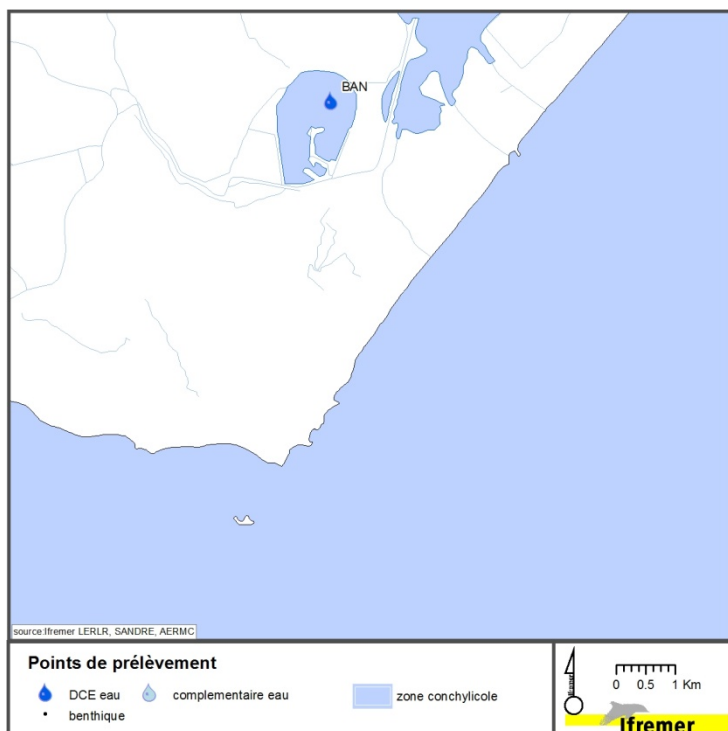 BAN
source:Ifremer LERLR, SANDRE, AERMC
Points de prélèvement
DCE eau
complementaire eau
zone conchylicole
benthique
0 0.5 1 Km
Ifremer